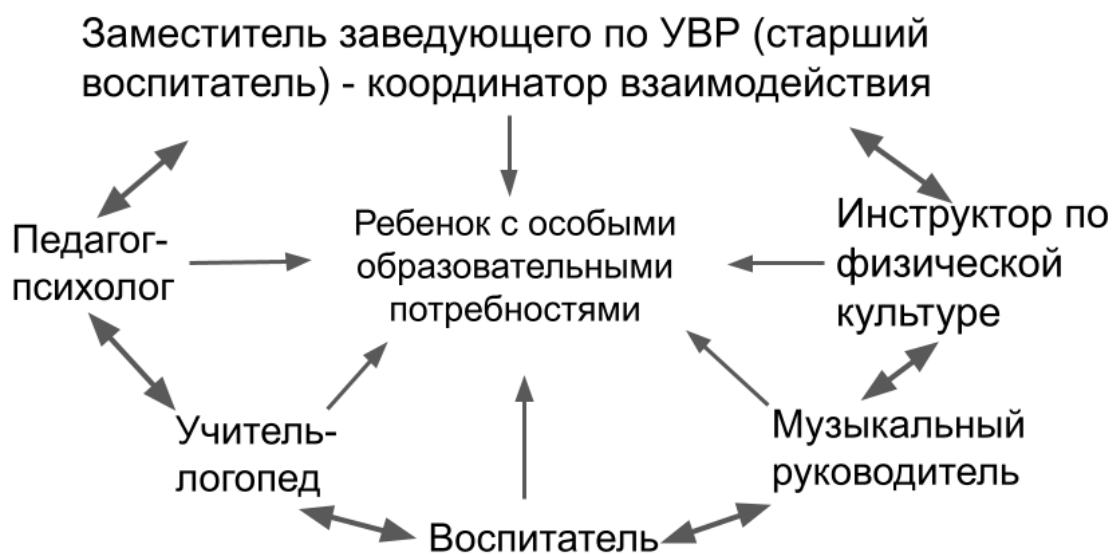 Заместитель заведующего по УВР (старший
воспитатель) - координатор взаимодействия
Педагог-
психолог
Ребенок с особыми
образовательными
потребностями
Инструктор по
физической
культуре
Учитель-
логопед
Музыкальный
руководитель
Воспитатель